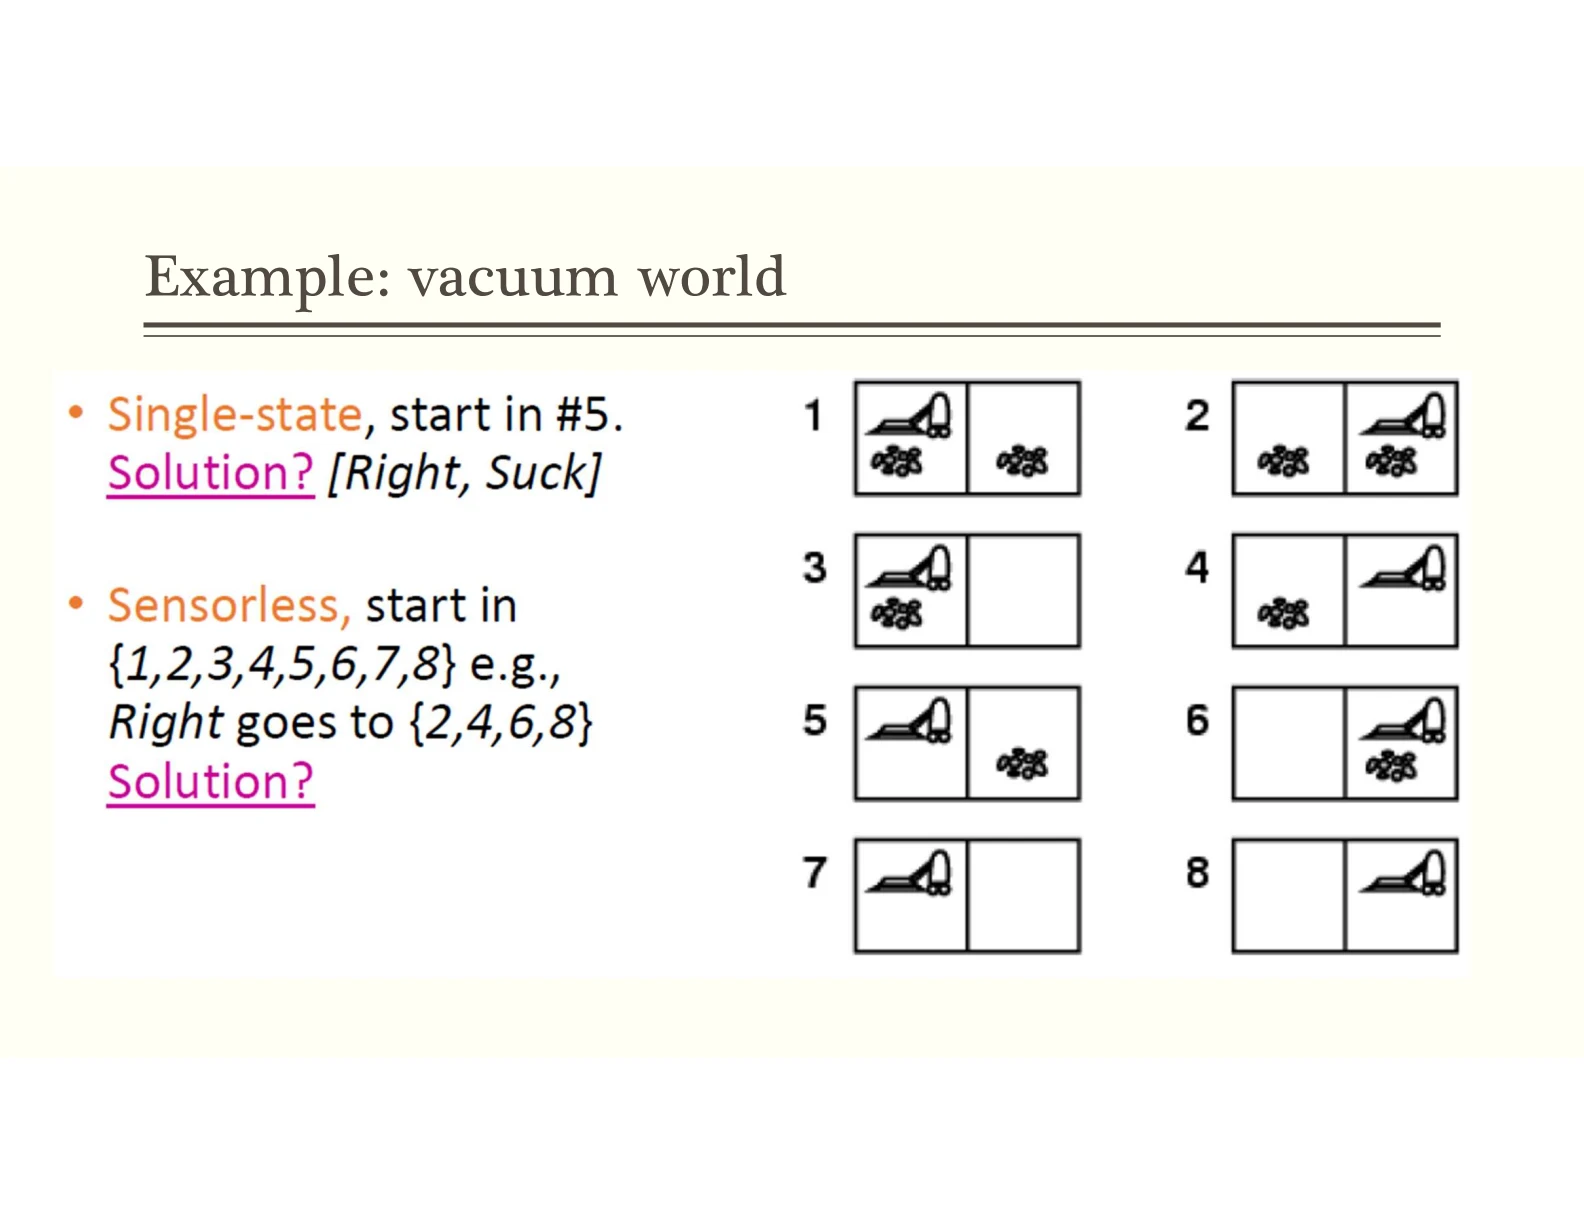 Example: vacuum world
• Single-state, start in #5.
Solution? [Right, Suck]
• Sensorless, start in
{1,2,3,4,5,6,7,8} e.g.,
Right goes to {2,4,6,8}
Solution?
1
2
3
4
5
6
7
8